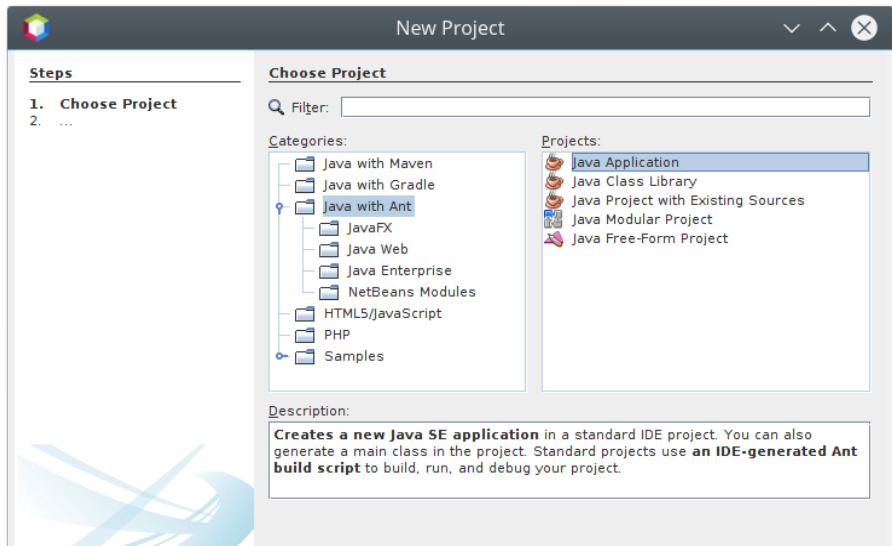 New Project
Steps
1. Choose Project
2. ...
Choose Project
Filter:
Categories:
Java with Maven
Java with Gradle
Java with Ant
JavaFX
Java Web
Java Enterprise
NetBeans Modules
HTML5/JavaScript
PHP
Samples
Projects:
Java Application
Java Class Library
Java Project with Existing Sources
Java Modular Project
Java Free-Form Project
Description:
Creates a new Java SE application in a standard IDE project. You can also
generate a main class in the project. Standard projects use an IDE-generated Ant
build script to build, run, and debug your project.